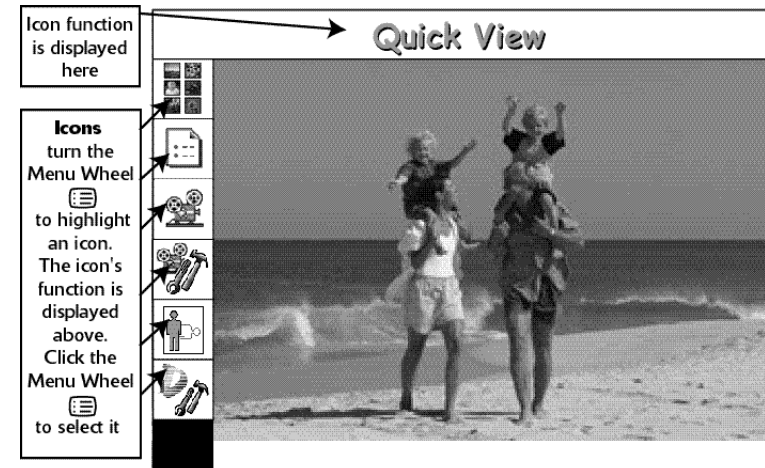 Icon function
is displayed
here
Quick View
Icons
turn the
Menu Wheel
to highlight
an icon.
The icon's
function is
displayed
above.
Click the
Menu Wheel
to select it